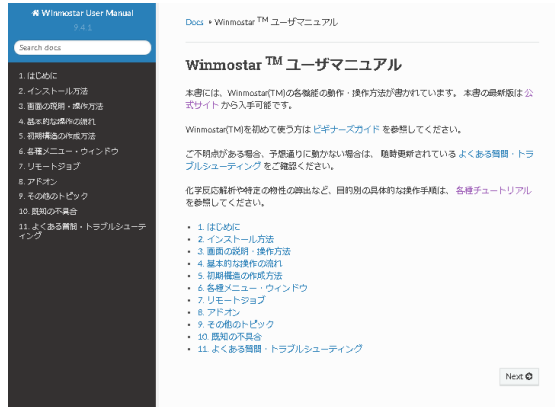 Winmostar User Manual
9.4.1
Search docs
1. はじめに
2. インストール方法
3. 画面の説明・操作方法
4. 基本的な操作の流れ
5. 初期構造の作成方法
6. 各種メニュー・ウィンドウ
7. リモートジョブ
8. アドオン
9. その他のトピック
10. 既知の不具合
11. よくある質問・トラブルシューテ
ィング
Docs » Winmostar TM ユーザマニュアル
Winmostar TM ユーザマニュアル
本書には、Winmostar(TM)の各機能の動作・操作方法が書かれています。 本書の最新版は 公
式サイト から入手可能です。
Winmostar(TM)を初めて使う方は ビギナーズガイド を参照してください。
ご不明点がある場合、予想通りに動かない場合は、 随時更新されている よくある質問・トラ
ブルシューティング をご確認ください。
化学反応解析や特定の物性の算出など、目的別の具体的な操作手順は、 各種チュートリアル
を参照してください。
1. はじめに
2. インストール方法
3. 画面の説明・操作方法
4. 基本的な操作の流れ
5. 初期構造の作成方法
6. 各種メニュー・ウィンドウ
7. リモートジョブ
8. アドオン
9. その他のトピック
10. 既知の不具合
11. よくある質問・トラブルシューティング
Next